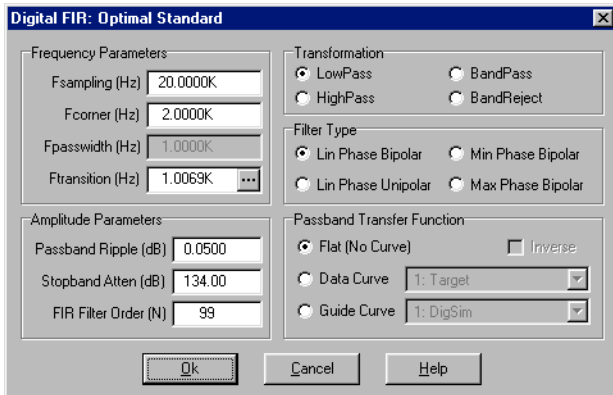 Digital FIR: Optimal Standard
Frequency Parameters
Fsampling (Hz) 20.0000K
Fcorner (Hz) 2.0000K
Fpasswidth (Hz) 1.0000K
Ftransition (Hz) 1.0069K ...
Amplitude Parameters
Passband Ripple (dB) 0.0500
Stopband Atten (dB) 134.00
FIR Filter Order (N) 99
Transformation
LowPass BandPass
HighPass BandReject
Filter Type
Lin Phase Bipolar Min Phase Bipolar
Lin Phase Unipolar Max Phase Bipolar
Passband Transfer Function
Flat (No Curve) Inverse
Data Curve 1: Target
Guide Curve 1: DigSim
Ok Cancel Help